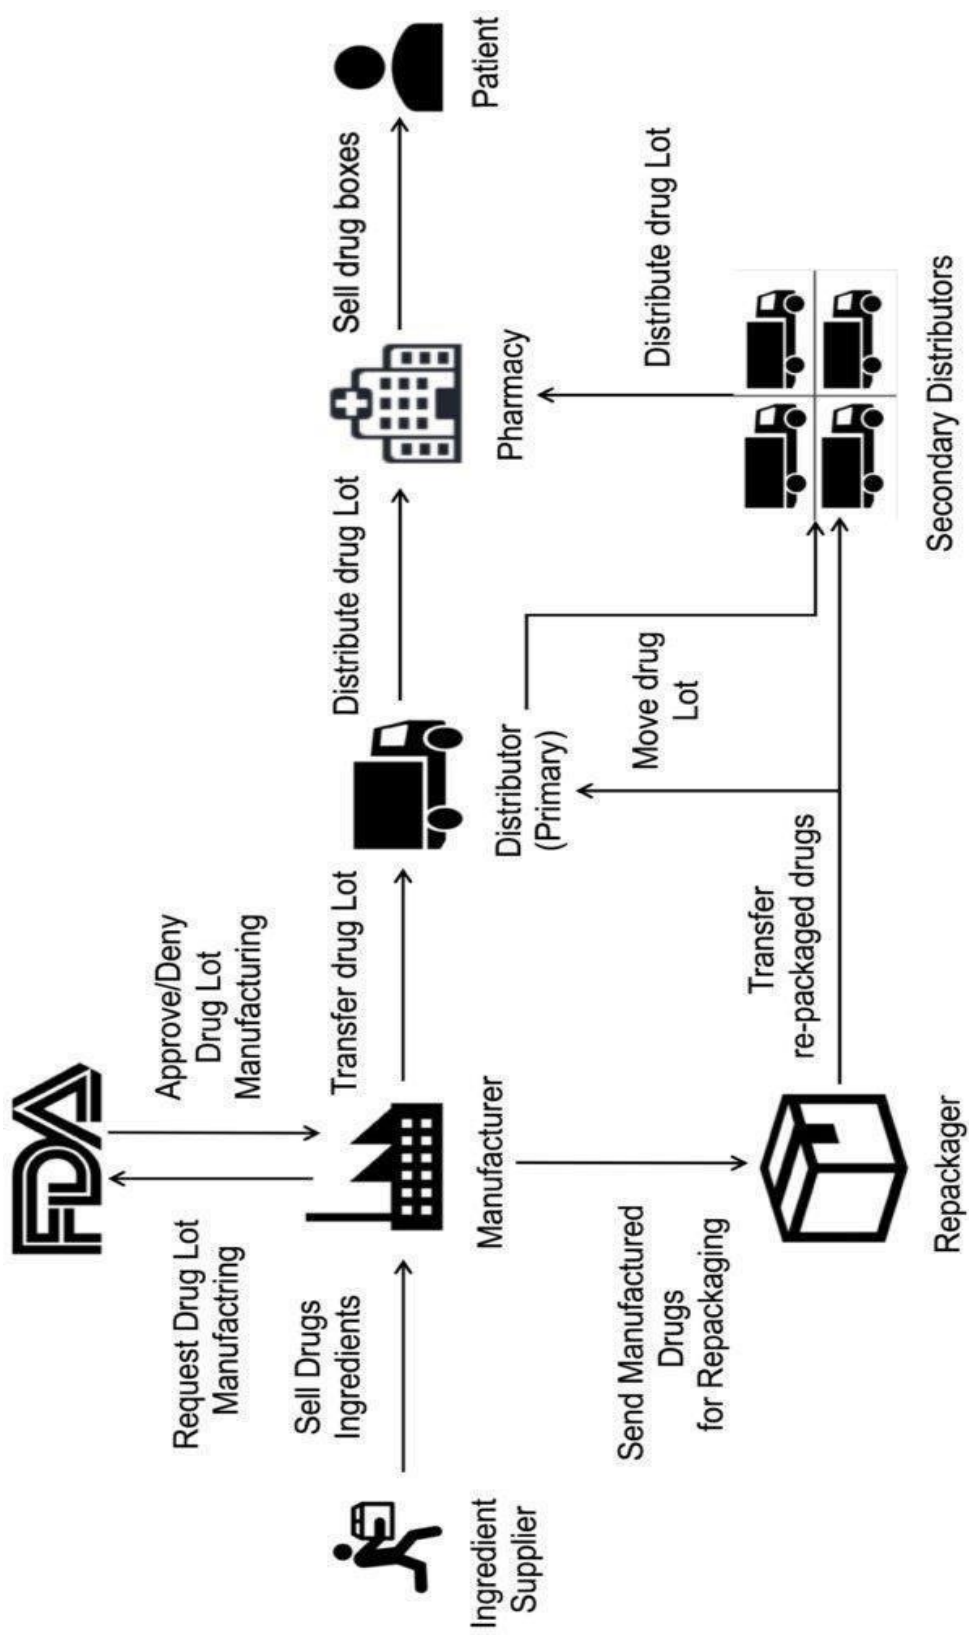 FDA
Request Drug Lot
Manufactring
Approve/Deny
Drug Lot
Manufacturing
Sell Drugs
Ingredients
Transfer drug Lot
Distribute drug Lot
Sell drug boxes
Ingredient
Supplier
Manufacturer
Distributor
(Primary)
Pharmacy
Patient
Send Manufactured
Drugs
for Repackaging
Move drug
Lot
Distribute drug Lot
Transfer
re-packaged drugs
Repackager
Secondary Distributors